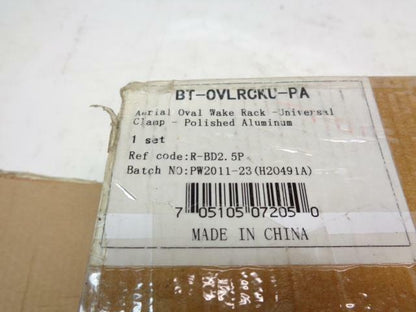 BT-OVLRCKU-PA
Aerial Oval Wake Rack -Universal
Clamp - Polished Aluminum
1 set
Ref code:R-BD2.5P
Batch NO:PW2011-23(H20491A)
7 05105 07205 0
MADE IN CHINA